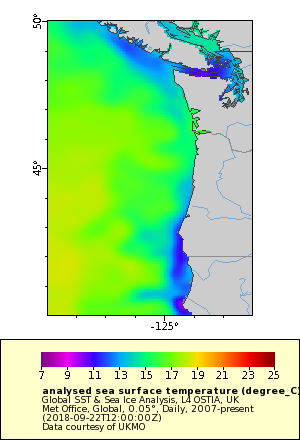 50°
45°
-125°
7 9 11 13 15 17 19 21 23 25
analysed sea surface temperature (degree_C)
Global SST & Sea Ice Analysis, L4 OSTIA, UK
Met Office, Global, 0.05°, Daily, 2007-present
(2018-09-22T12:00:00Z)
Data courtesy of UKMO